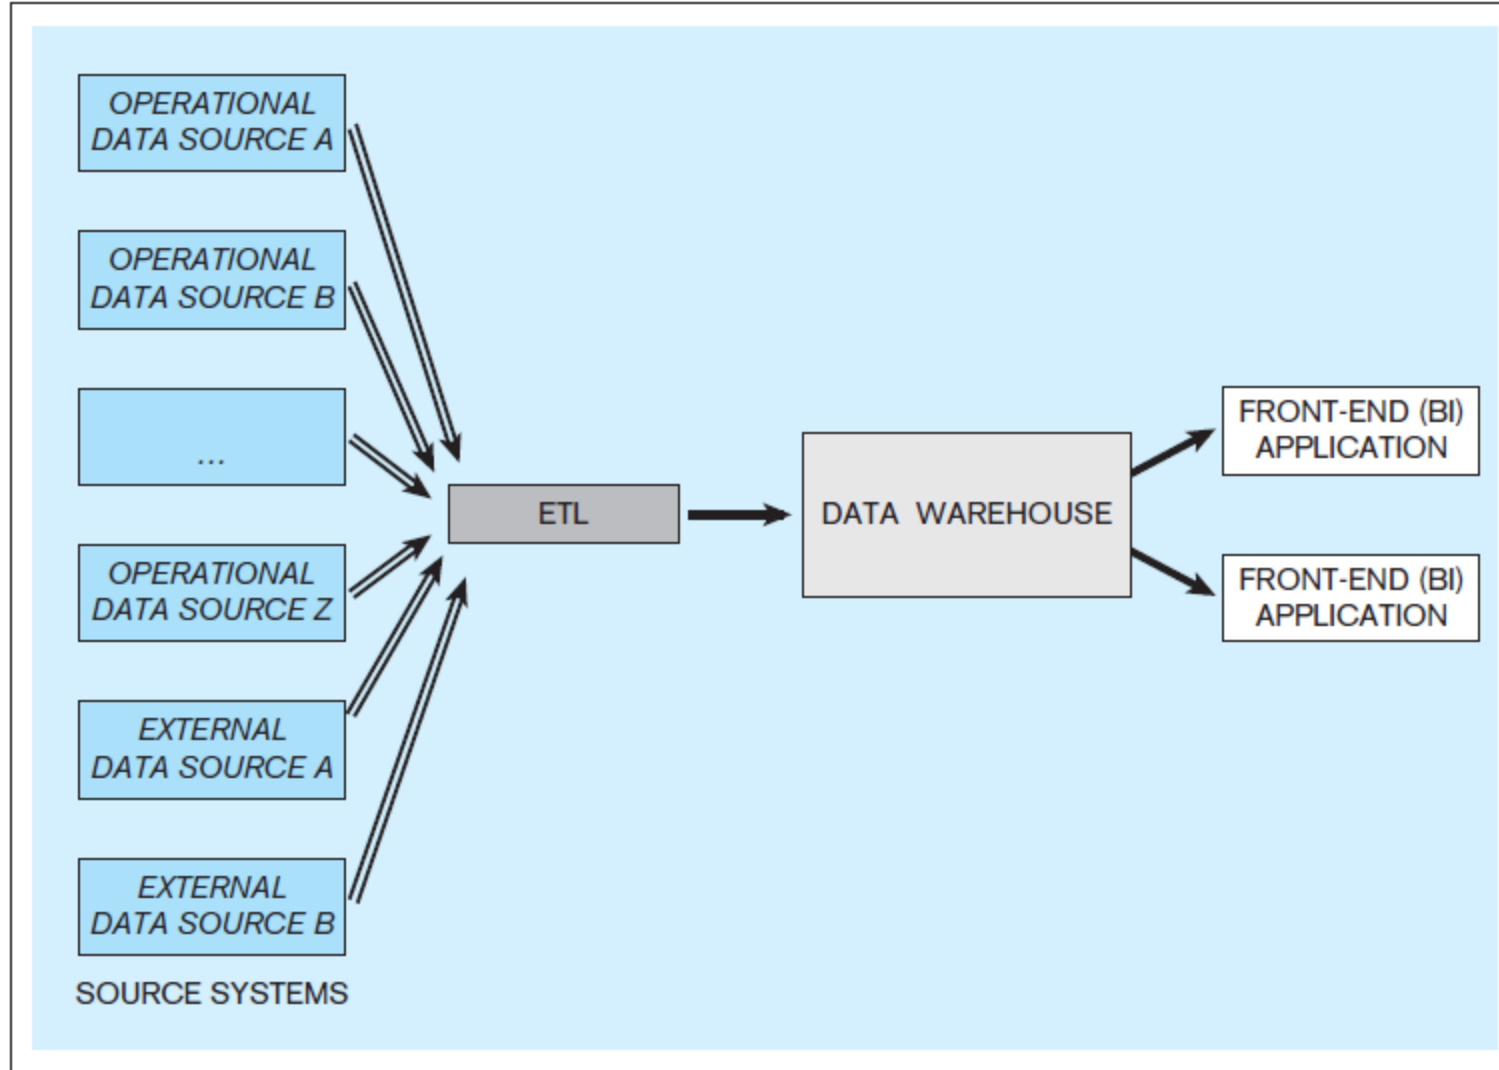 OPERATIONAL
DATA SOURCE A
OPERATIONAL
DATA SOURCE B
...
OPERATIONAL
DATA SOURCE Z
EXTERNAL
DATA SOURCE A
EXTERNAL
DATA SOURCE B
SOURCE SYSTEMS
ETL
DATA WAREHOUSE
FRONT-END (BI)
APPLICATION
FRONT-END (BI)
APPLICATION